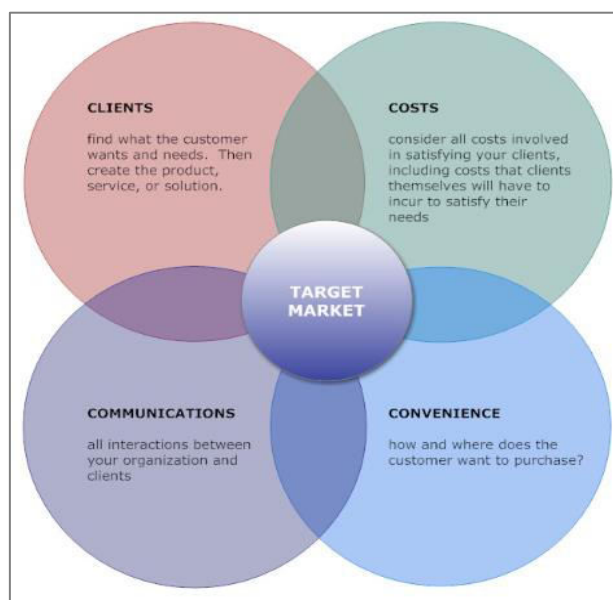 CLIENTS
find what the customer
wants and needs.  Then
create the product,
service, or solution.
COSTS
consider all costs involved
in satisfying your clients,
including costs that clients
themselves will have to
incur to satisfy their
needs
TARGET
MARKET
COMMUNICATIONS
all interactions between
your organization and
clients
CONVENIENCE
how and where does the
customer want to purchase?